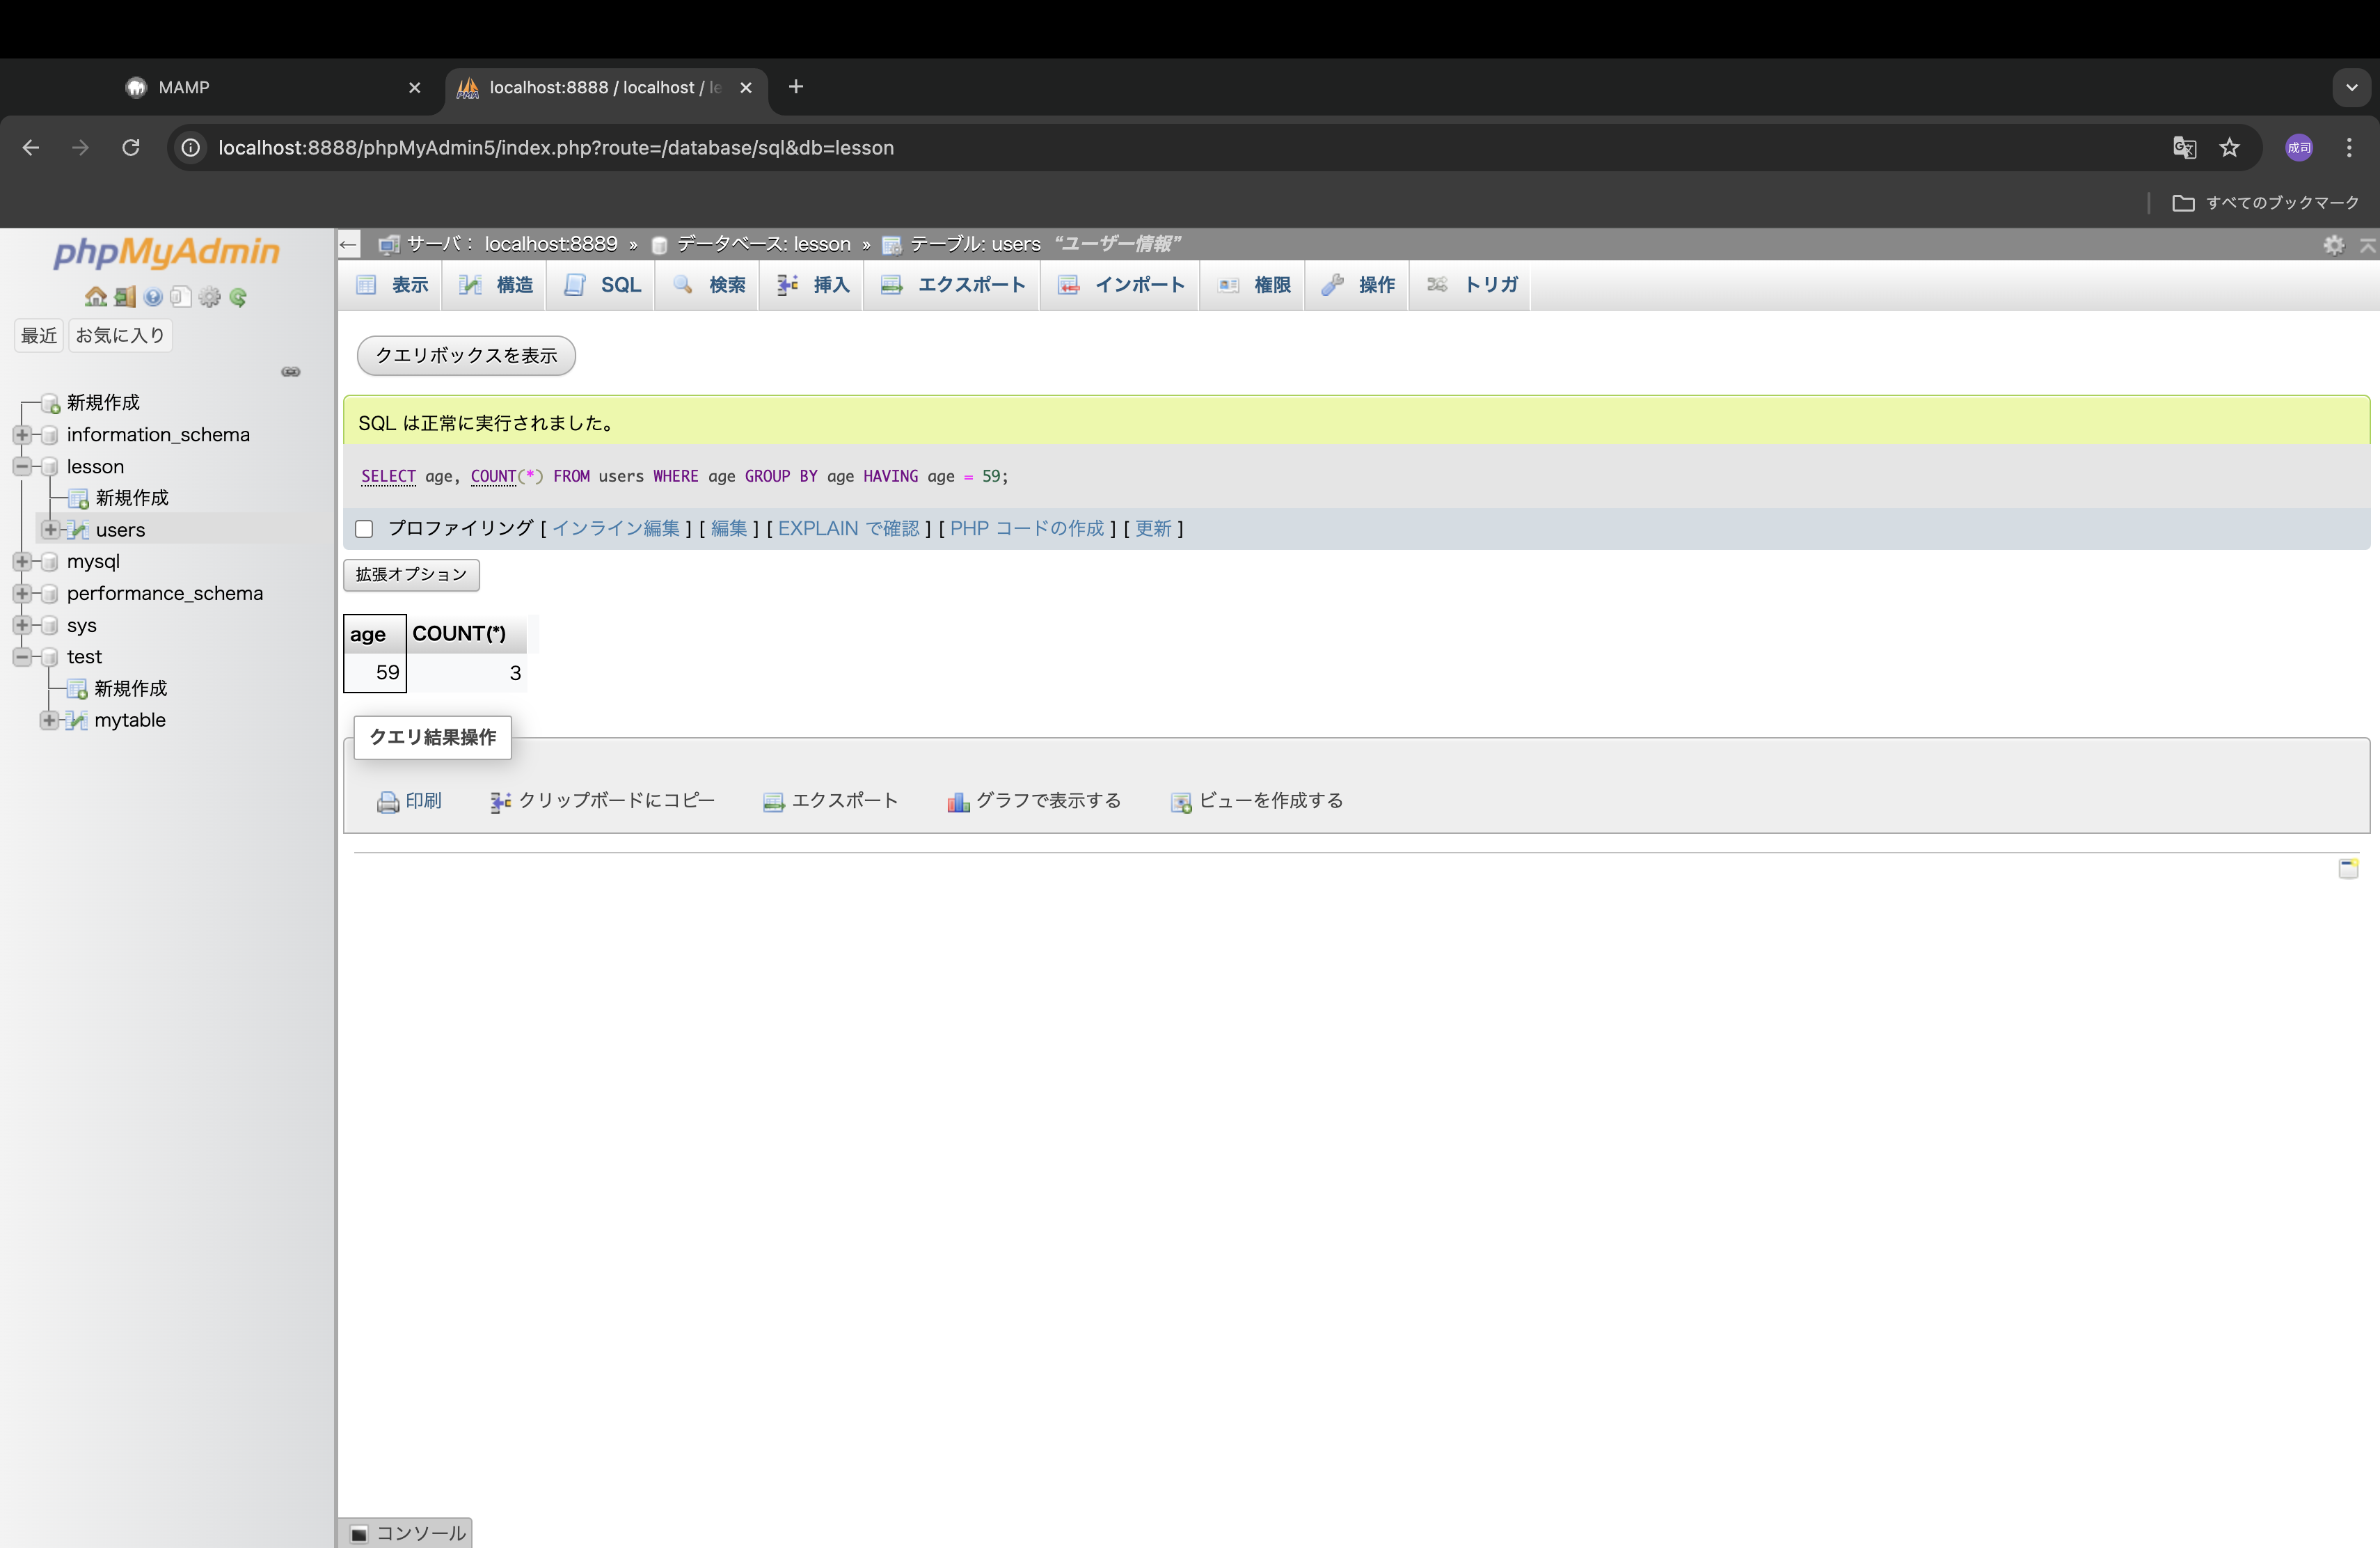 MAMP
localhost:8888 / localhost / le
localhost:8888/phpMyAdmin5/index.php?route=/database/sql&db=lesson
成司
すべてのブックマーク
phpMyAdmin
最近 お気に入り
新規作成
information_schema
lesson
新規作成
users
mysql
performance_schema
sys
test
新規作成
mytable
サーバ: localhost:8889 » データベース: lesson » テーブル: users “ユーザー情報”
表示 構造 SQL 検索 挿入 エクスポート インポート 権限 操作 トリガ
クエリボックスを表示
SQL は正常に実行されました。
SELECT age, COUNT(*) FROM users WHERE age GROUP BY age HAVING age = 59;
プロファイリング [ インライン編集 ] [ 編集 ] [ EXPLAIN で確認 ] [ PHP コードの作成 ] [ 更新 ]
拡張オプション
age COUNT(*)
59 3
クエリ結果操作
印刷 クリップボードにコピー エクスポート グラフで表示する ビューを作成する
コンソール